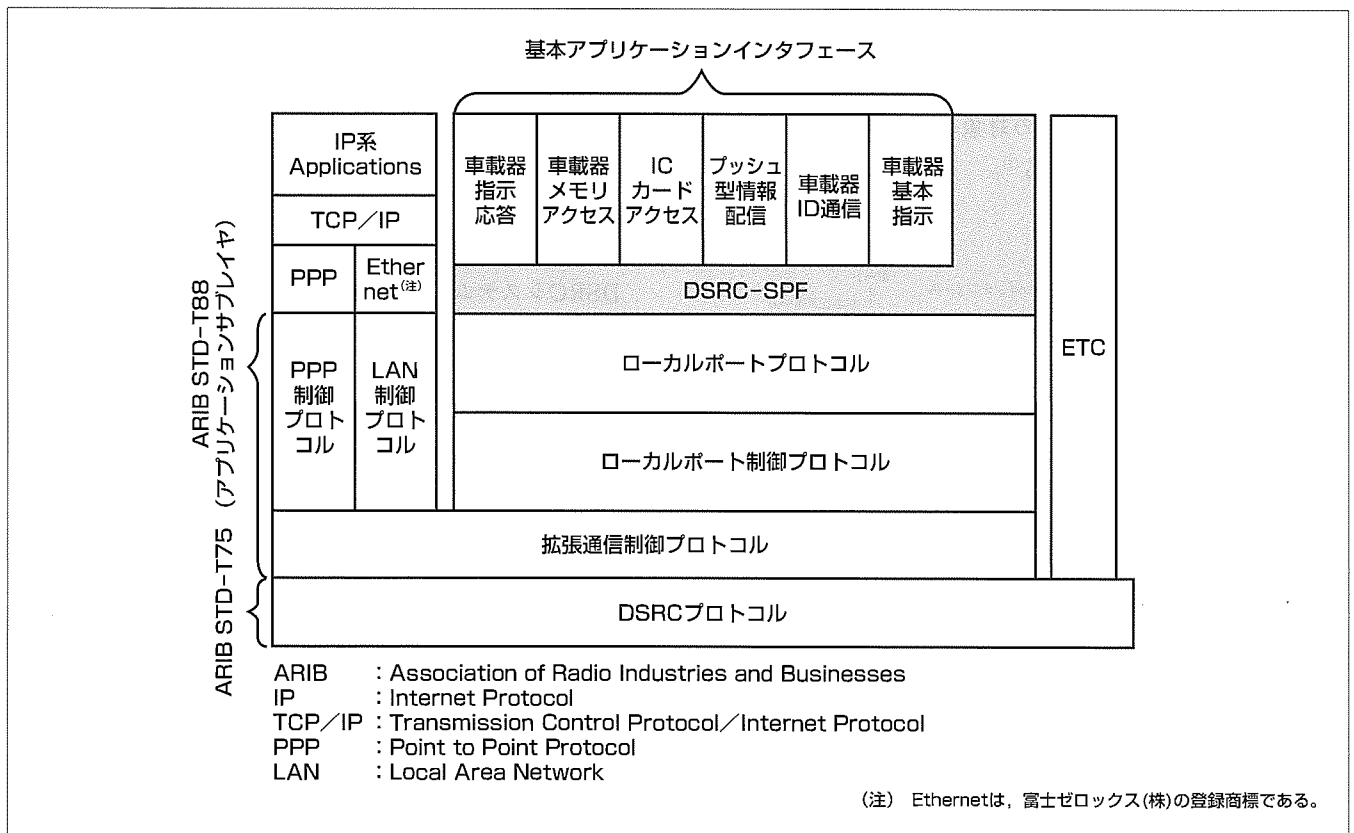 基本アプリケーションインタフェース
IP系
Applications
TCP／IP
PPP
Ether
net(注)
車載器
指示
応答
車載器
メモリ
アクセス
IC
カード
アクセス
プッシュ
型情報
配信
車載器
ID通信
車載器
基本
指示
DSRC-SPF
ETC
PPP
制御
プロト
コル
LAN
制御
プロト
コル
ローカルポートプロトコル
ローカルポート制御プロトコル
拡張通信制御プロトコル
DSRCプロトコル
ARIB STD-T88
（アプリケーションサブレイヤ）
ARIB STD-T75
ARIB : Association of Radio Industries and Businesses
IP : Internet Protocol
TCP／IP : Transmission Control Protocol／Internet Protocol
PPP : Point to Point Protocol
LAN : Local Area Network
(注) Ethernetは，富士ゼロックス(株)の登録商標である。